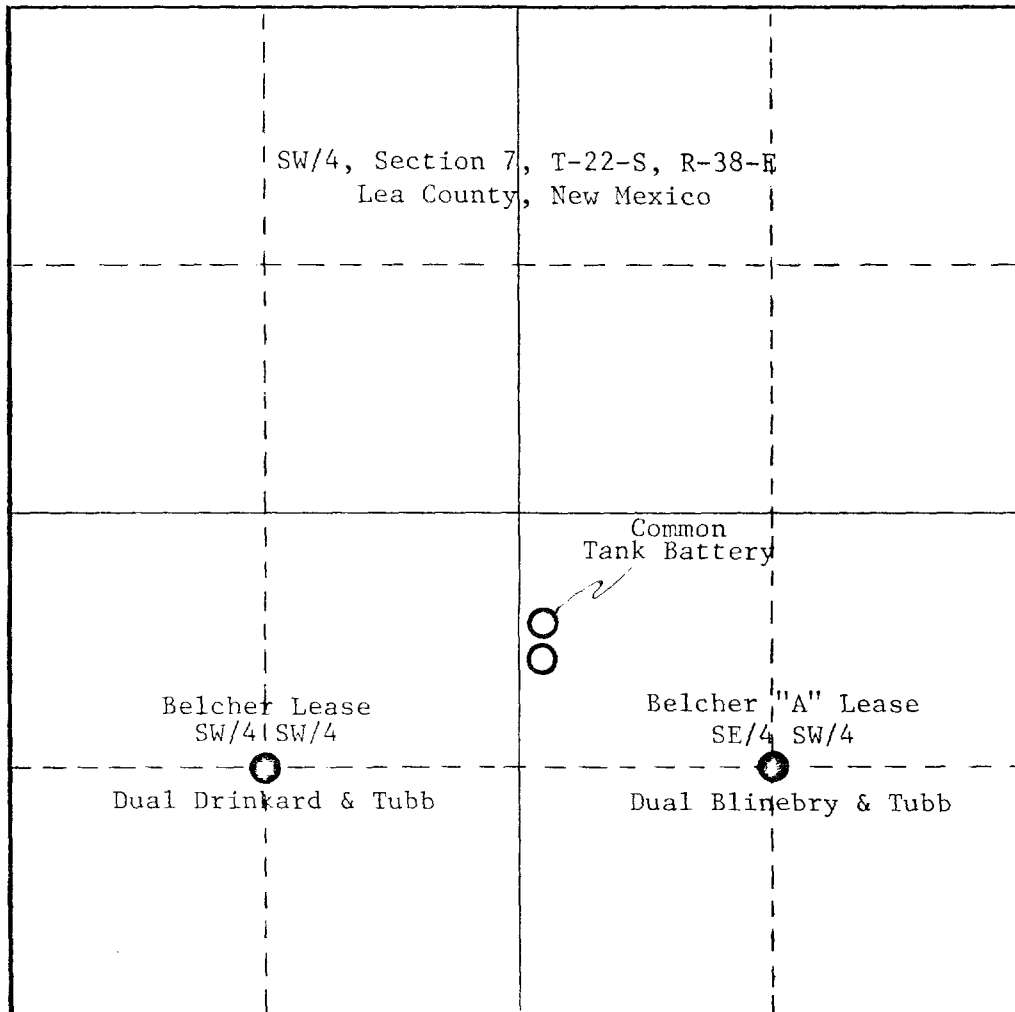 SW/4, Section 7, T-22-S, R-38-E
Lea County, New Mexico
Common
Tank Battery
Belcher Lease
SW/4 SW/4
Dual Drinkard & Tubb
Belcher "A" Lease
SE/4 SW/4
Dual Blinebry & Tubb